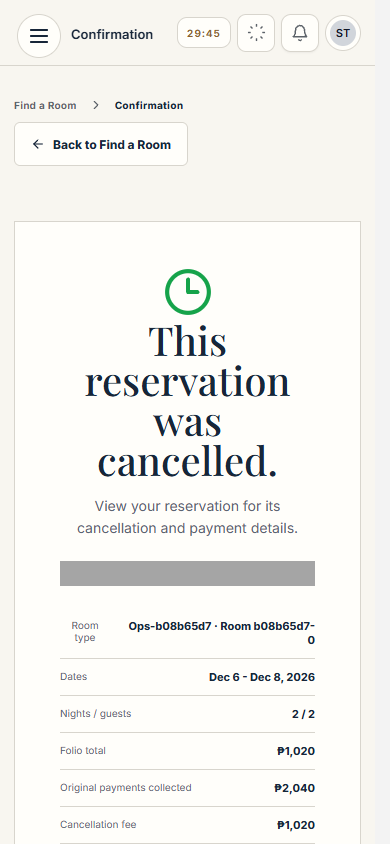 Confirmation
29:45
ST
Find a Room
Confirmation
Back to Find a Room
This
reservation
was
cancelled.
View your reservation for its
cancellation and payment details.
Room
type
Ops-b08b65d7 · Room b08b65d7-
0
Dates
Dec 6 - Dec 8, 2026
Nights / guests
2 / 2
Folio total
₱1,020
Original payments collected
₱2,040
Cancellation fee
₱1,020